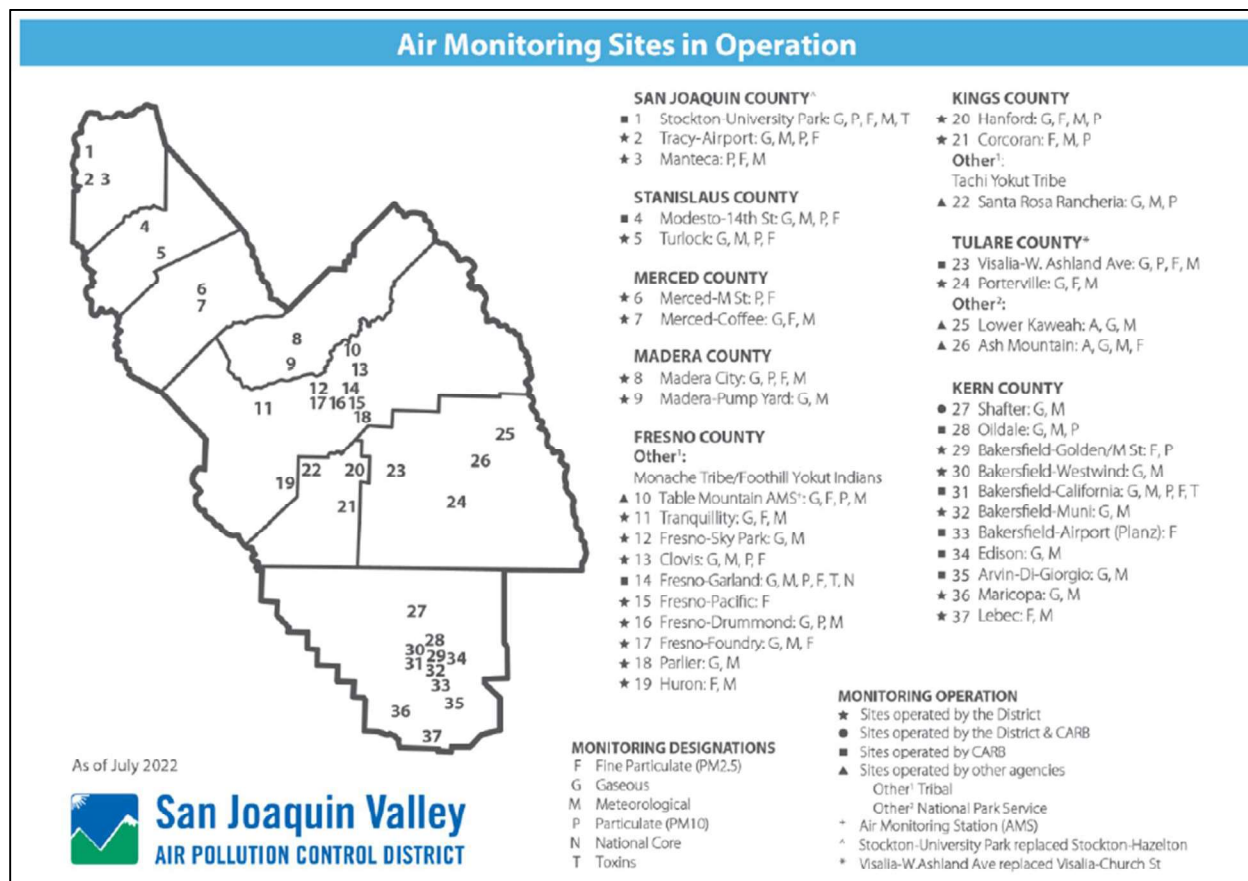 Air Monitoring Sites in Operation
1
2 3
4
5
6
7
8
9
10
13
12 14
11 17 16 15
18
25
26
19 22 20 23
21 24
27
28
30 29 34
31 32
33
36 35
37
SAN JOAQUIN COUNTY^
■ 1 Stockton-University Park: G, P, F, M, T
★ 2 Tracy-Airport: G, M, P, F
★ 3 Manteca: P, F, M
STANISLAUS COUNTY
■ 4 Modesto-14th St: G, M, P, F
★ 5 Turlock: G, M, P, F
MERCED COUNTY
★ 6 Merced-M St: P, F
★ 7 Merced-Coffee: G,F, M
MADERA COUNTY
★ 8 Madera City: G, P, F, M
★ 9 Madera-Pump Yard: G, M
FRESNO COUNTY
Other¹:
Monache Tribe/Foothill Yokut Indians
▲ 10 Table Mountain AMS⁺: G, F, P, M
★ 11 Tranquillity: G, F, M
★ 12 Fresno-Sky Park: G, M
★ 13 Clovis: G, M, P, F
■ 14 Fresno-Garland: G, M, P, F, T, N
★ 15 Fresno-Pacific: F
★ 16 Fresno-Drummond: G, P, M
★ 17 Fresno-Foundry: G, M, F
★ 18 Parlier: G, M
★ 19 Huron: F, M
KINGS COUNTY
★ 20 Hanford: G, F, M, P
★ 21 Corcoran: F, M, P
Other¹:
Tachi Yokut Tribe
▲ 22 Santa Rosa Rancheria: G, M, P
TULARE COUNTY*
■ 23 Visalia-W. Ashland Ave: G, P, F, M
★ 24 Porterville: G, F, M
Other²:
▲ 25 Lower Kaweah: A, G, M
▲ 26 Ash Mountain: A, G, M, F
KERN COUNTY
● 27 Shafter: G, M
■ 28 Oildale: G, M, P
★ 29 Bakersfield-Golden/M St: F, P
★ 30 Bakersfield-Westwind: G, M
■ 31 Bakersfield-California: G, M, P, F, T
★ 32 Bakersfield-Muni: G, M
■ 33 Bakersfield-Airport (Planz): F
■ 34 Edison: G, M
■ 35 Arvin-Di-Giorgio: G, M
★ 36 Maricopa: G, M
★ 37 Lebec: F, M
MONITORING DESIGNATIONS
F Fine Particulate (PM2.5)
G Gaseous
M Meteorological
P Particulate (PM10)
N National Core
T Toxins
MONITORING OPERATION
★ Sites operated by the District
● Sites operated by the District & CARB
■ Sites operated by CARB
▲ Sites operated by other agencies
Other¹ Tribal
Other² National Park Service
+ Air Monitoring Station (AMS)
^ Stockton-University Park replaced Stockton-Hazelton
* Visalia-W.Ashland Ave replaced Visalia-Church St
As of July 2022
San Joaquin Valley
AIR POLLUTION CONTROL DISTRICT